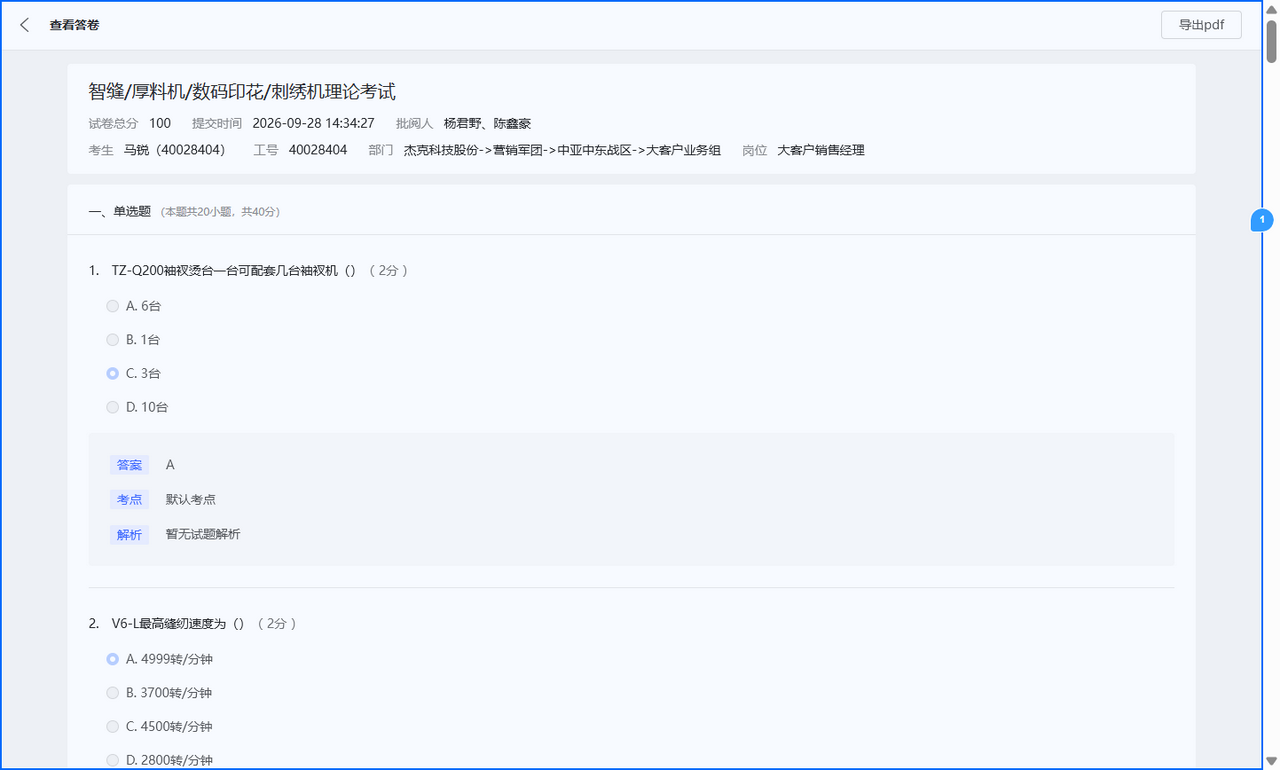 查看答卷
导出pdf
智缝/厚料机/数码印花/刺绣机理论考试
试卷总分 100 提交时间 2026-09-28 14:34:27 批阅人 杨君野、陈鑫豪
考生 马锐（40028404） 工号 40028404 部门 杰克科技股份->营销军团->中亚中东战区->大客户业务组 岗位 大客户销售经理
一、单选题 （本题共20小题，共40分）
1
1. TZ-Q200袖衩烫台一台可配套几台袖衩机（） （ 2分 ）
A. 6台
B. 1台
C. 3台
D. 10台
答案 A
考点 默认考点
解析 暂无试题解析
2. V6-L最高缝纫速度为（） （ 2分 ）
A. 4999转/分钟
B. 3700转/分钟
C. 4500转/分钟
D. 2800转/分钟